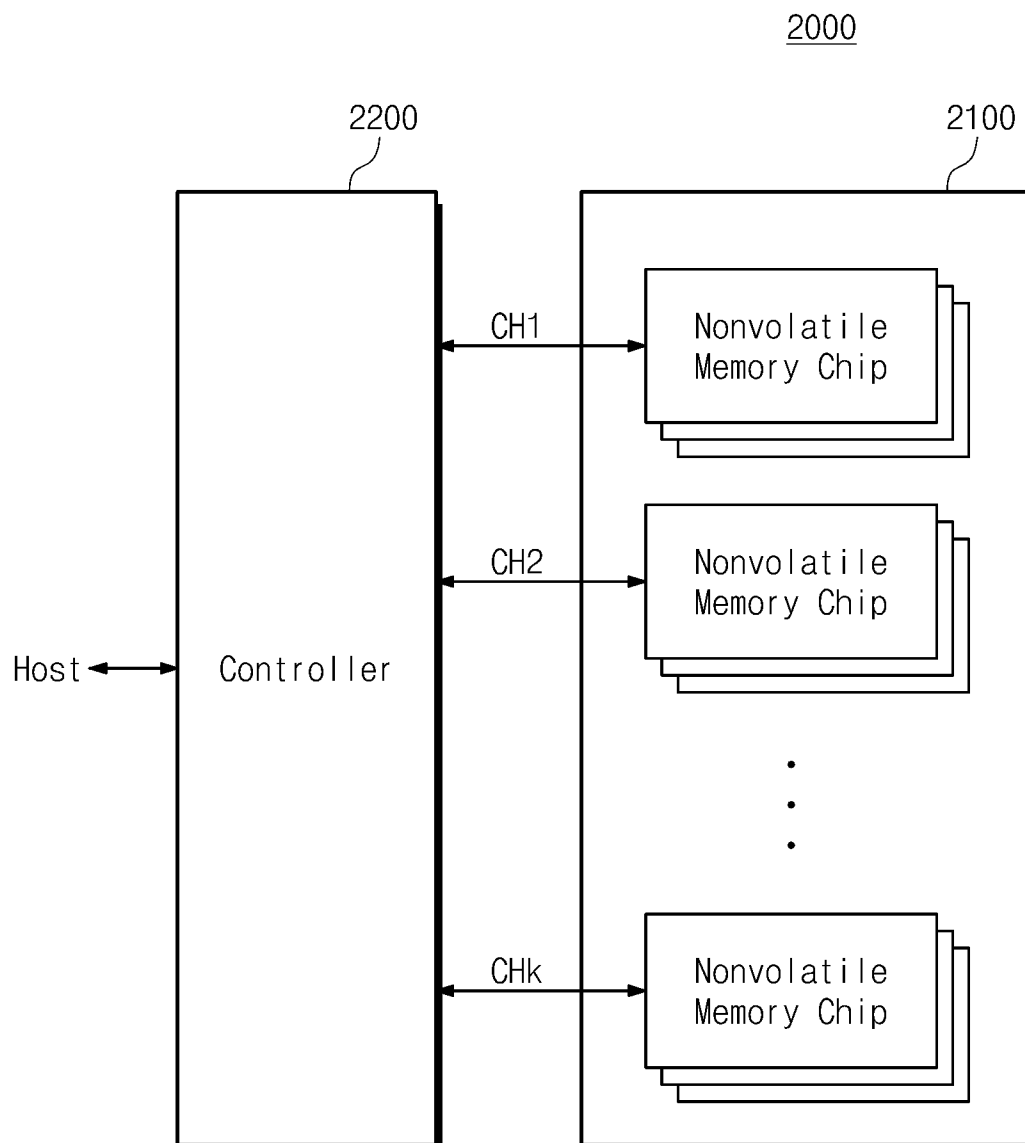 2000
2200
2100
CH1
Nonvolatile
Memory Chip
CH2
Nonvolatile
Memory Chip
Host
Controller
CHk
Nonvolatile
Memory Chip